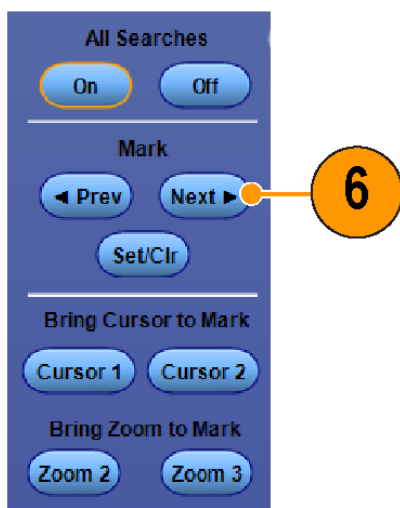 All Searches
On Off
Mark
◄ Prev Next ►
6
Set/Clr
Bring Cursor to Mark
Cursor 1 Cursor 2
Bring Zoom to Mark
Zoom 2 Zoom 3